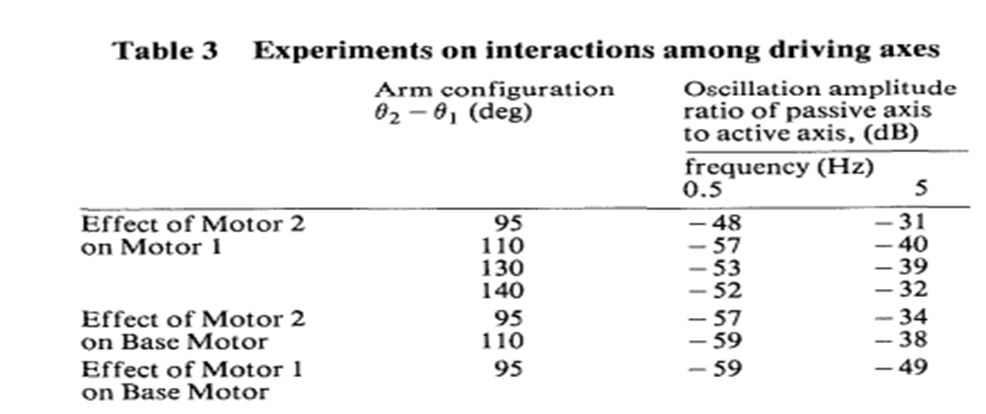 Table 3 Experiments on interactions among driving axes
Arm configuration
θ₂ − θ₁ (deg)
Oscillation amplitude
ratio of passive axis
to active axis, (dB)
frequency (Hz)
0.5 5
Effect of Motor 2 95 −48 −31
on Motor 1 110 −57 −40
130 −53 −39
140 −52 −32
Effect of Motor 2 95 −57 −34
on Base Motor 110 −59 −38
Effect of Motor 1 95 −59 −49
on Base Motor